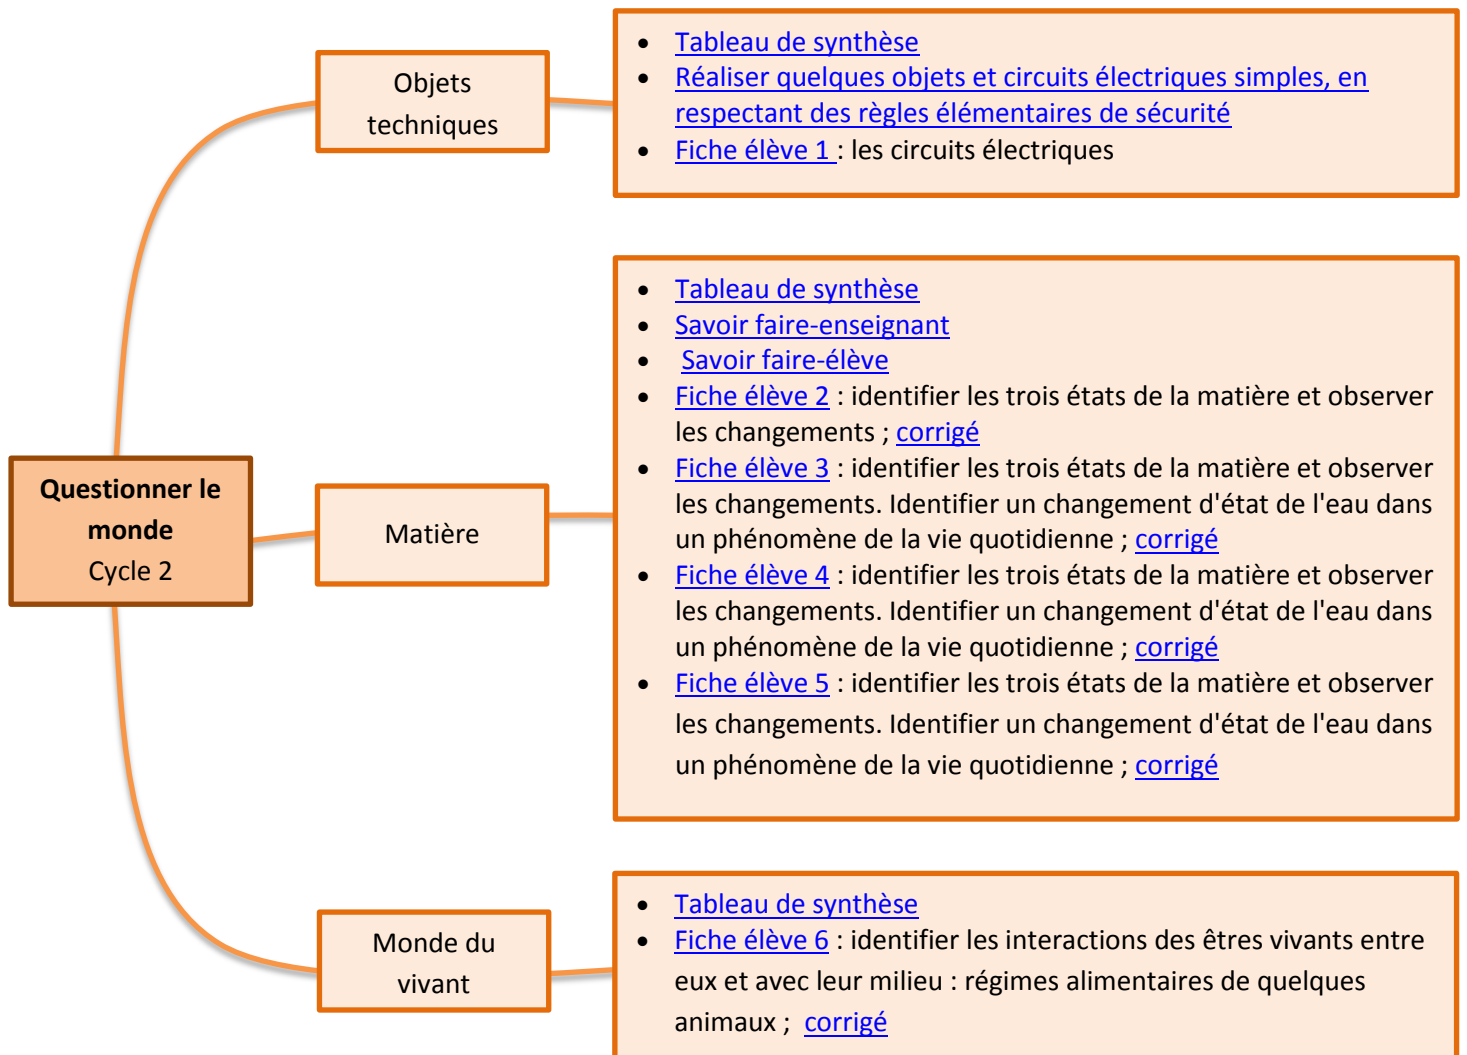 Objets
techniques
• Tableau de synthèse
• Réaliser quelques objets et circuits électriques simples, en
respectant des règles élémentaires de sécurité
• Fiche élève 1 : les circuits électriques
Questionner le
monde
Cycle 2
Matière
• Tableau de synthèse
• Savoir faire-enseignant
• Savoir faire-élève
• Fiche élève 2 : identifier les trois états de la matière et observer
les changements ; corrigé
• Fiche élève 3 : identifier les trois états de la matière et observer
les changements. Identifier un changement d'état de l'eau dans
un phénomène de la vie quotidienne ; corrigé
• Fiche élève 4 : identifier les trois états de la matière et observer
les changements. Identifier un changement d'état de l'eau dans
un phénomène de la vie quotidienne ; corrigé
• Fiche élève 5 : identifier les trois états de la matière et observer
les changements. Identifier un changement d'état de l'eau dans
un phénomène de la vie quotidienne ; corrigé
Monde du
vivant
• Tableau de synthèse
• Fiche élève 6 : identifier les interactions des êtres vivants entre
eux et avec leur milieu : régimes alimentaires de quelques
animaux ; corrigé